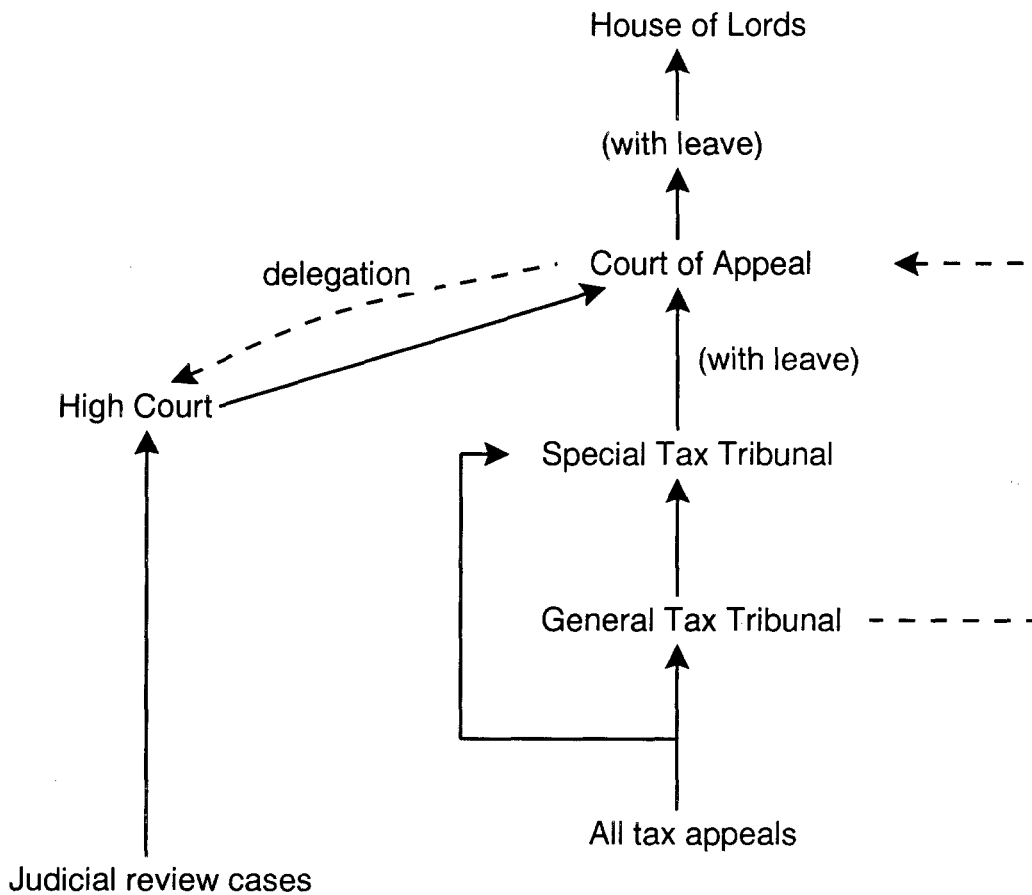 House of Lords
(with leave)
delegation
Court of Appeal
(with leave)
High Court
Special Tax Tribunal
General Tax Tribunal
All tax appeals
Judicial review cases